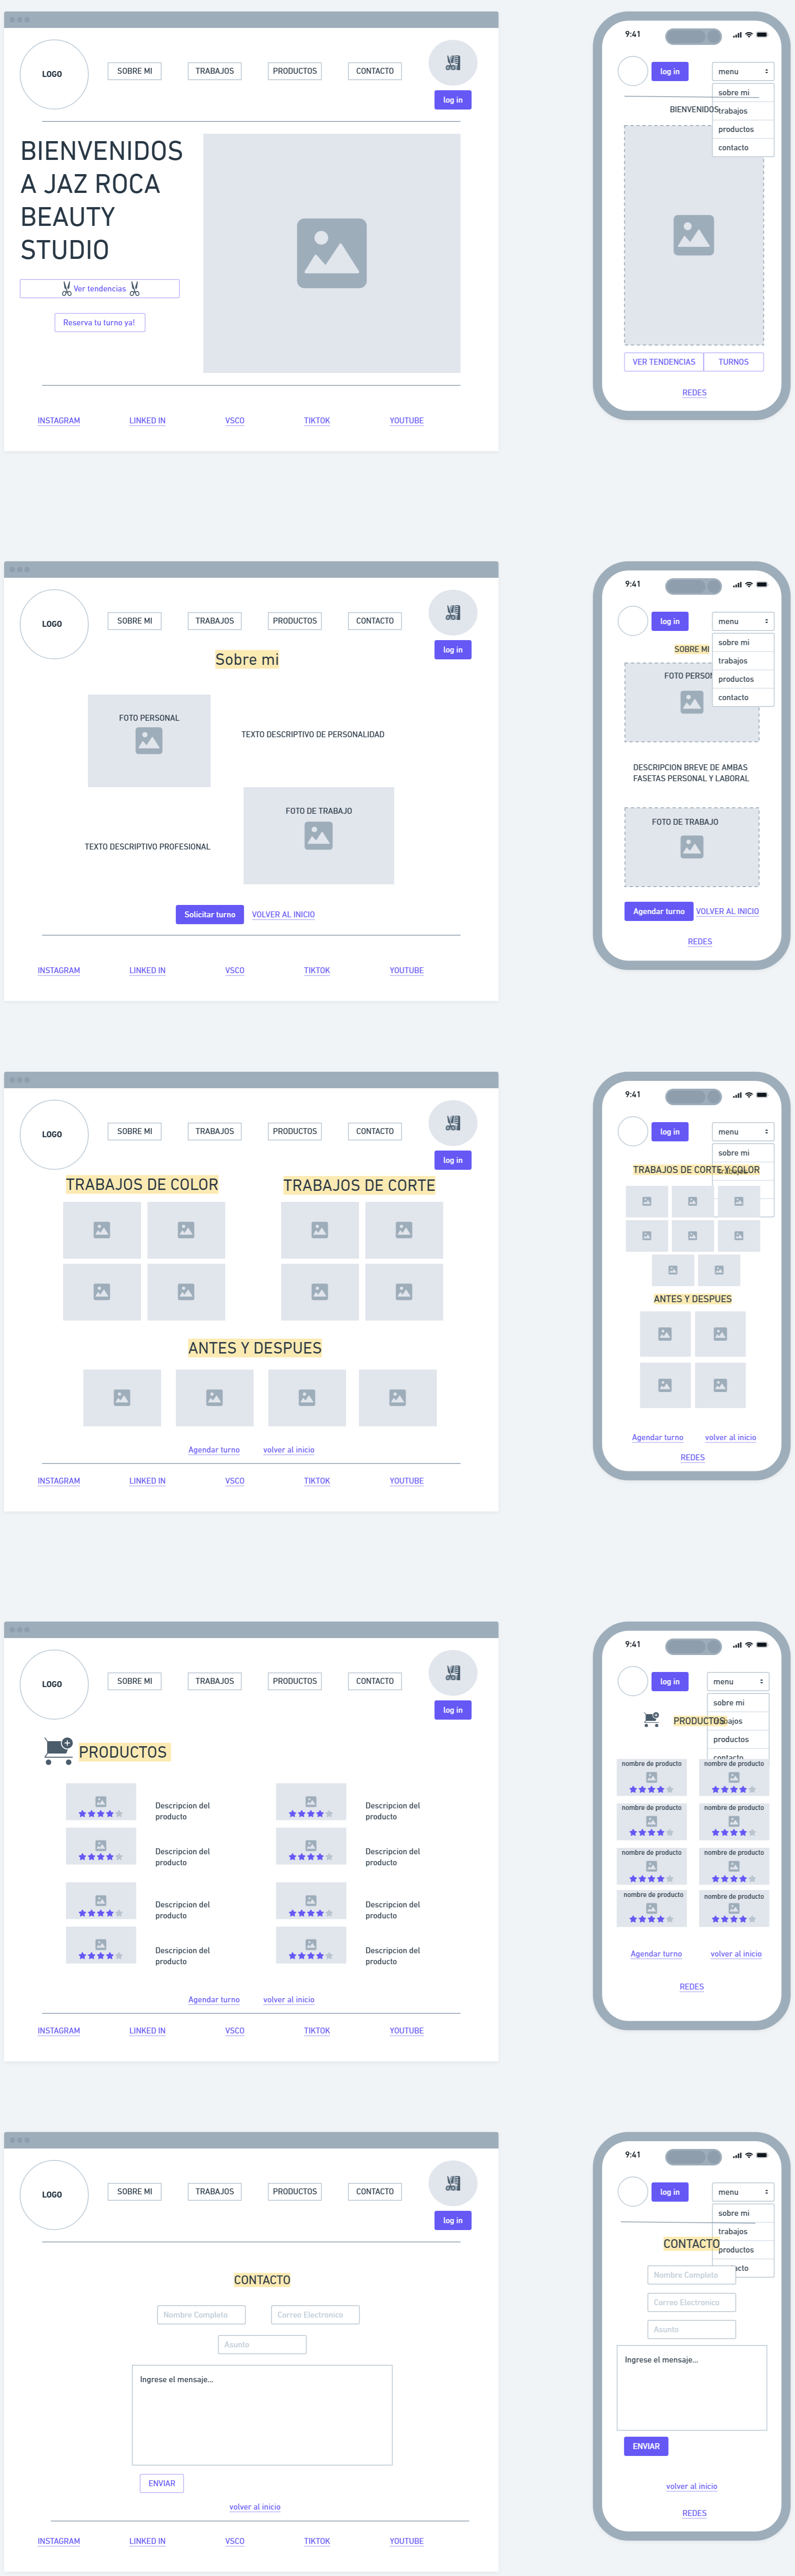 LOGO
SOBRE MI
TRABAJOS
PRODUCTOS
CONTACTO
log in
BIENVENIDOS
A JAZ ROCA
BEAUTY
STUDIO
Ver tendencias
Reserva tu turno ya!
INSTAGRAM
LINKED IN
VSCO
TIKTOK
YOUTUBE
9:41
log in
menu
sobre mi
trabajos
productos
contacto
BIENVENIDOS
VER TENDENCIAS
TURNOS
REDES
LOGO
SOBRE MI
TRABAJOS
PRODUCTOS
CONTACTO
log in
Sobre mi
FOTO PERSONAL
TEXTO DESCRIPTIVO DE PERSONALIDAD
FOTO DE TRABAJO
TEXTO DESCRIPTIVO PROFESIONAL
Solicitar turno
VOLVER AL INICIO
INSTAGRAM
LINKED IN
VSCO
TIKTOK
YOUTUBE
9:41
log in
menu
sobre mi
trabajos
productos
contacto
SOBRE MI
FOTO PERSON
DESCRIPCION BREVE DE AMBAS
FASETAS PERSONAL Y LABORAL
FOTO DE TRABAJO
Agendar turno
VOLVER AL INICIO
REDES
LOGO
SOBRE MI
TRABAJOS
PRODUCTOS
CONTACTO
log in
TRABAJOS DE COLOR
TRABAJOS DE CORTE
ANTES Y DESPUES
Agendar turno
volver al inicio
INSTAGRAM
LINKED IN
VSCO
TIKTOK
YOUTUBE
9:41
log in
menu
sobre mi
TRABAJOS DE CORTE Y COLOR
ANTES Y DESPUES
Agendar turno
volver al inicio
REDES
LOGO
SOBRE MI
TRABAJOS
PRODUCTOS
CONTACTO
log in
PRODUCTOS
Descripcion del
producto
Descripcion del
producto
Descripcion del
producto
Descripcion del
producto
Descripcion del
producto
Descripcion del
producto
Descripcion del
producto
Descripcion del
producto
Agendar turno
volver al inicio
INSTAGRAM
LINKED IN
VSCO
TIKTOK
YOUTUBE
9:41
log in
menu
sobre mi
PRODUCTOS
productos
contacto
nombre de producto
nombre de producto
nombre de producto
nombre de producto
nombre de producto
nombre de producto
nombre de producto
nombre de producto
Agendar turno
volver al inicio
REDES
LOGO
SOBRE MI
TRABAJOS
PRODUCTOS
CONTACTO
log in
CONTACTO
Nombre Completo
Correo Electronico
Asunto
Ingrese el mensaje...
ENVIAR
volver al inicio
INSTAGRAM
LINKED IN
VSCO
TIKTOK
YOUTUBE
9:41
log in
menu
sobre mi
trabajos
CONTACTO
productos
Nombre Completo
Correo Electronico
Asunto
Ingrese el mensaje...
ENVIAR
volver al inicio
REDES